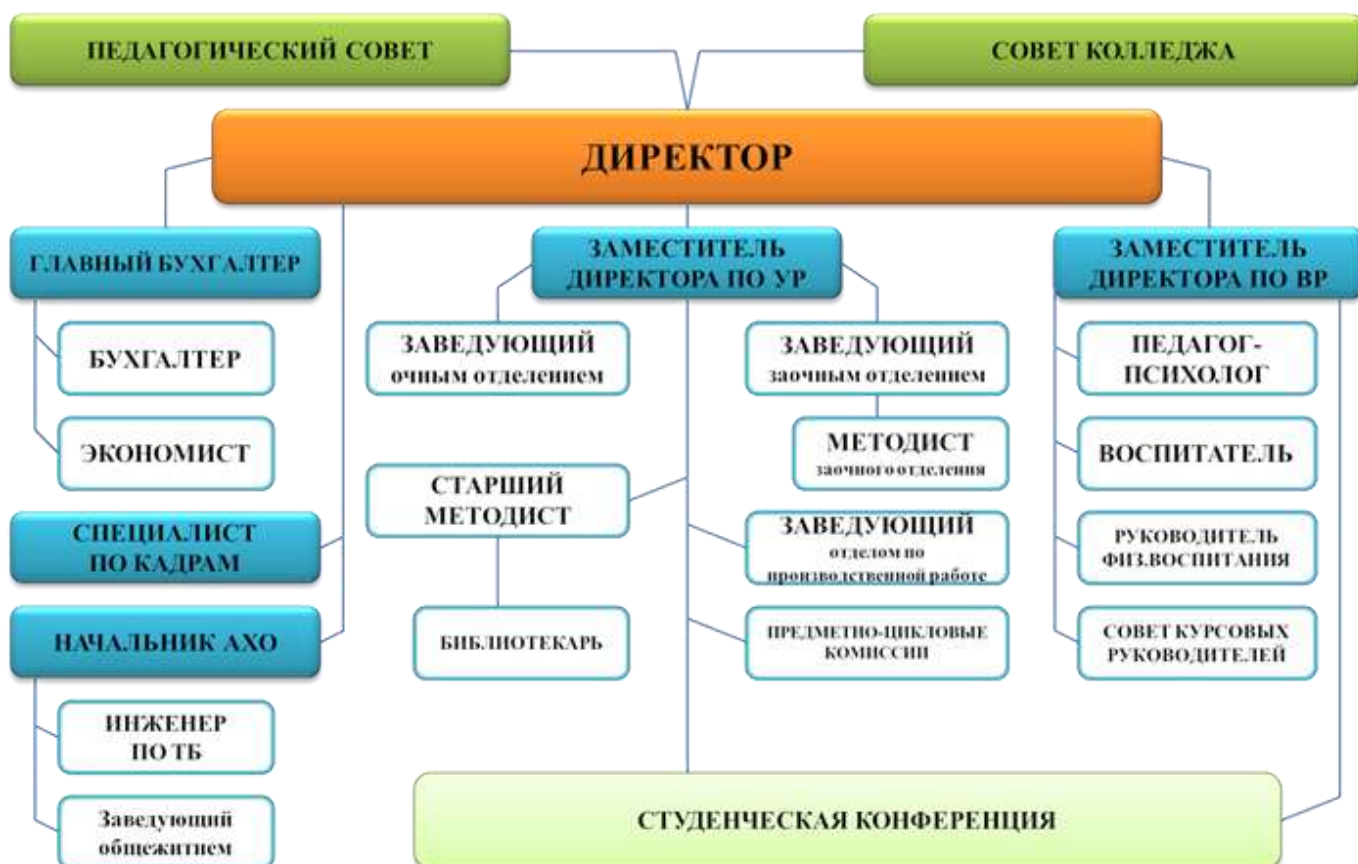 ПЕДАГОГИЧЕСКИЙ СОВЕТ
СОВЕТ КОЛЛЕДЖА
ДИРЕКТОР
ГЛАВНЫЙ БУХГАЛТЕР
ЗАМЕСТИТЕЛЬ
ДИРЕКТОРА ПО УР
ЗАМЕСТИТЕЛЬ
ДИРЕКТОРА ПО ВР
БУХГАЛТЕР
ЗАВЕДУЮЩИЙ
очным отделением
ЗАВЕДУЮЩИЙ
заочным отделением
ПЕДАГОГ-
ПСИХОЛОГ
ЭКОНОМИСТ
МЕТОДИСТ
заочного отделения
ВОСПИТАТЕЛЬ
СТАРШИЙ
МЕТОДИСТ
СПЕЦИАЛИСТ
ПО КАДРАМ
ЗАВЕДУЮЩИЙ
отделом по
производственной работе
РУКОВОДИТЕЛЬ
ФИЗ.ВОСПИТАНИЯ
НАЧАЛЬНИК АХО
БИБЛИОТЕКАРЬ
ПРЕДМЕТНО-ЦИКЛОВЫЕ
КОМИССИИ
СОВЕТ КУРСОВЫХ
РУКОВОДИТЕЛЕЙ
ИНЖЕНЕР
ПО ТБ
Заведующий
общежитием
СТУДЕНЧЕСКАЯ КОНФЕРЕНЦИЯ